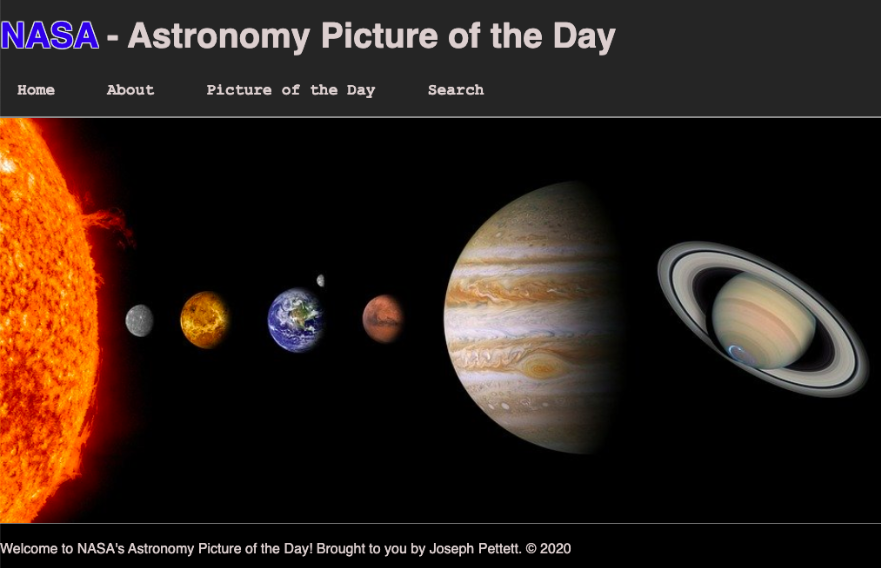 NASA - Astronomy Picture of the Day
Home About Picture of the Day Search
Welcome to NASA's Astronomy Picture of the Day! Brought to you by Joseph Pettett. © 2020